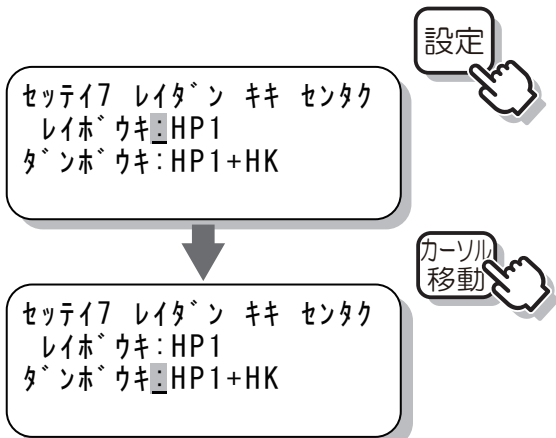 設定
セッテイ7 レイダン キキ センタク
レイボウキ:HP1
ダンボウキ:HP1+HK
カーソル
移動
セッテイ7 レイダン キキ センタク
レイボウキ:HP1
ダンボウキ:HP1+HK